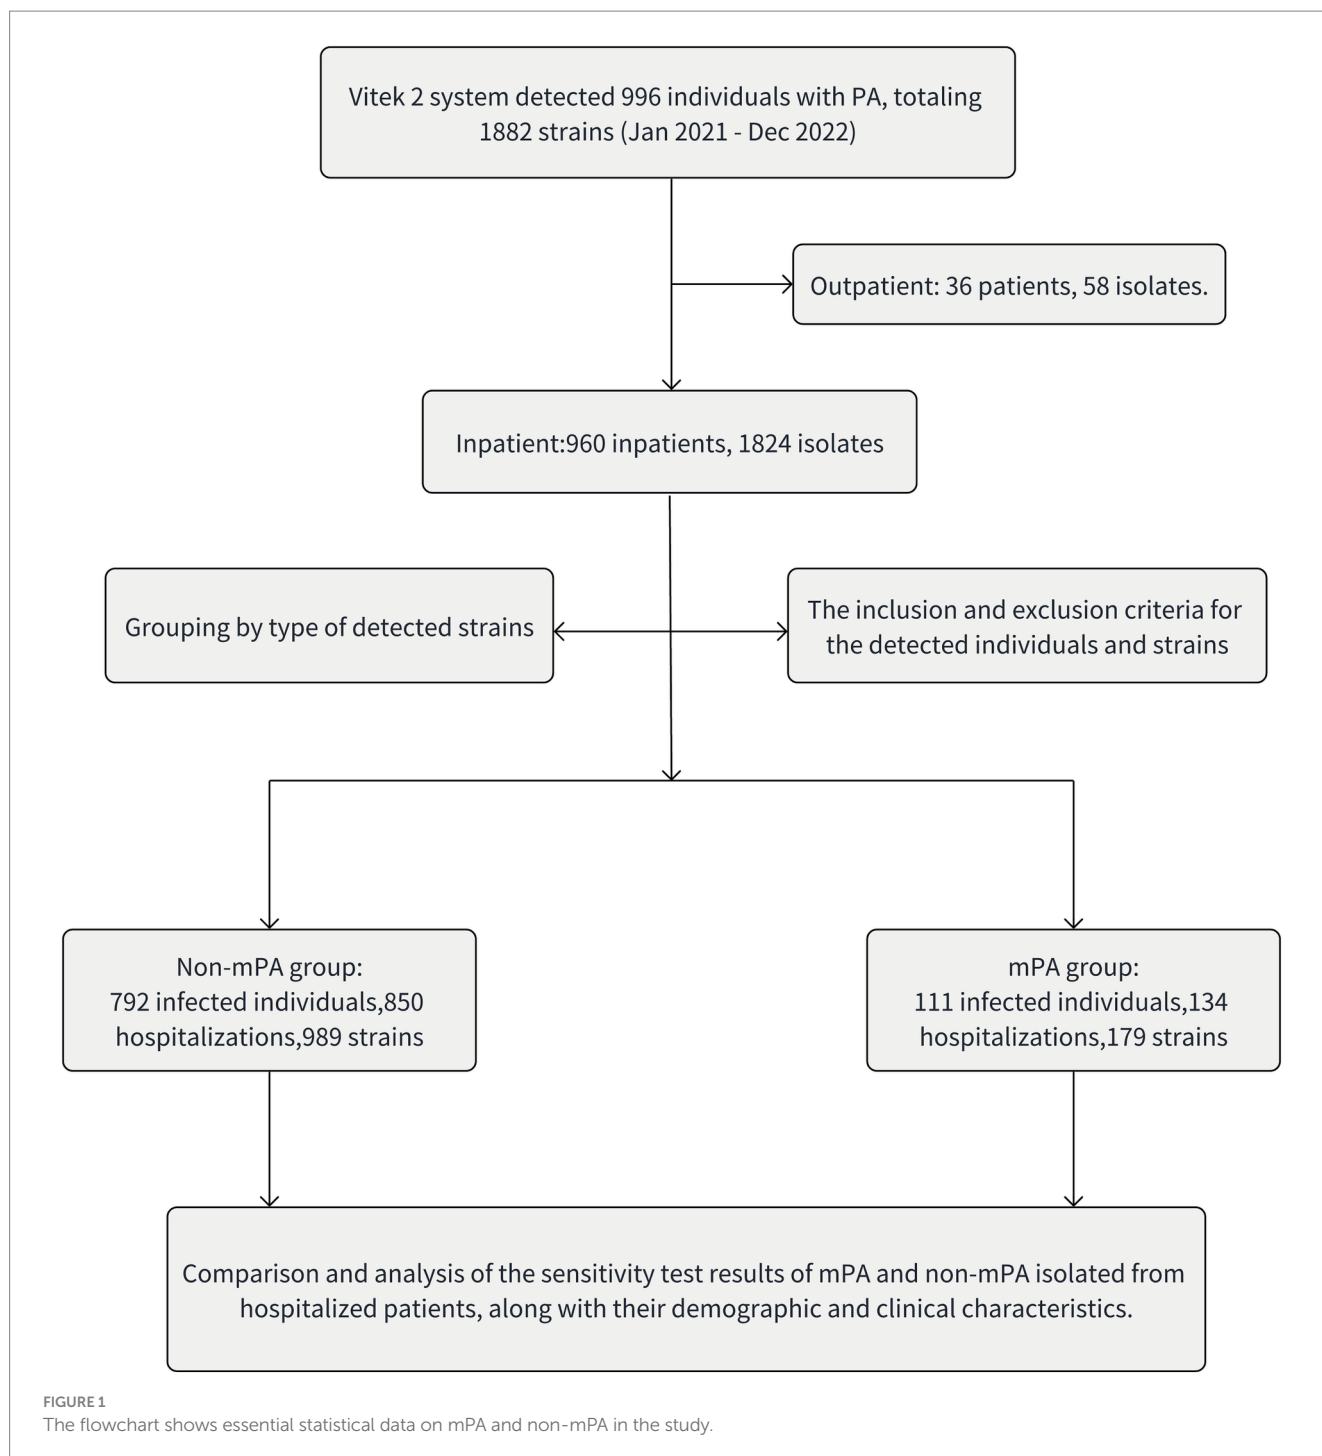 Vitek 2 system detected 996 individuals with PA, totaling
1882 strains (Jan 2021 - Dec 2022)
Outpatient: 36 patients, 58 isolates.
Inpatient:960 inpatients, 1824 isolates
Grouping by type of detected strains
The inclusion and exclusion criteria for
the detected individuals and strains
Non-mPA group:
792 infected individuals,850
hospitalizations,989 strains
mPA group:
111 infected individuals,134
hospitalizations,179 strains
Comparison and analysis of the sensitivity test results of mPA and non-mPA isolated from
hospitalized patients, along with their demographic and clinical characteristics.
FIGURE 1
The flowchart shows essential statistical data on mPA and non-mPA in the study.